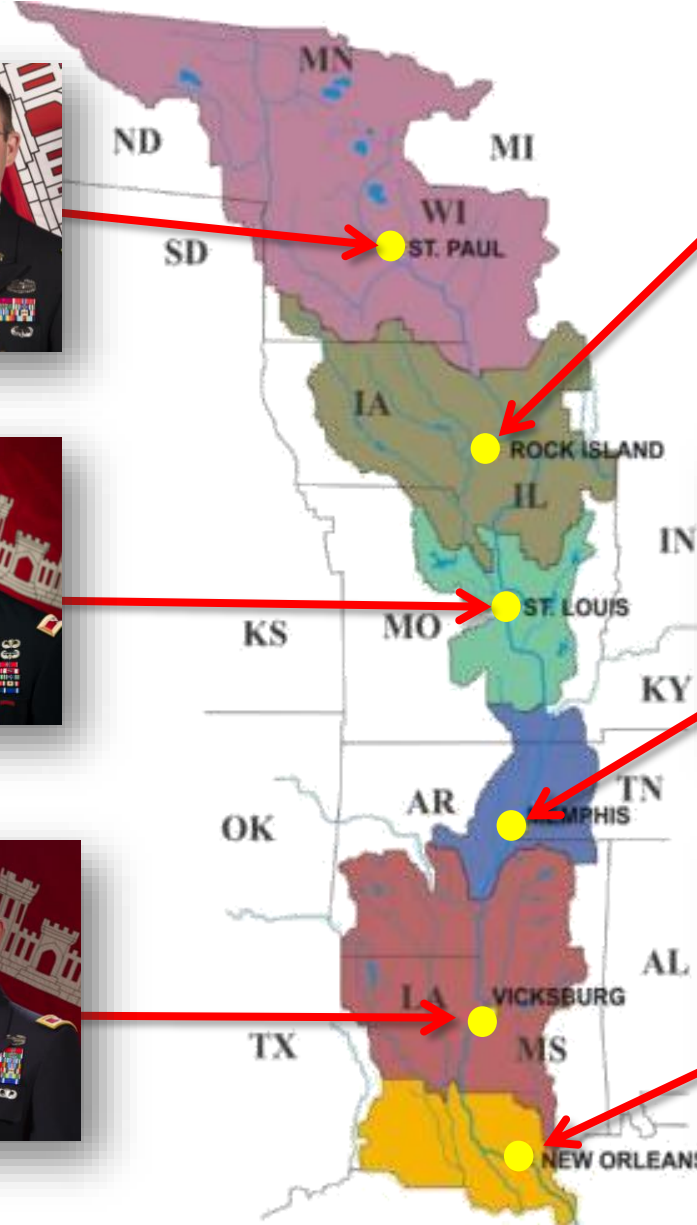 MN
ND
MI
WI
SD
ST. PAUL
IA
ROCK ISLAND
IL
IN
ST. LOUIS
KS
MO
KY
TN
AR
MEMPHIS
OK
AL
LA
VICKSBURG
TX
MS
NEW ORLEANS